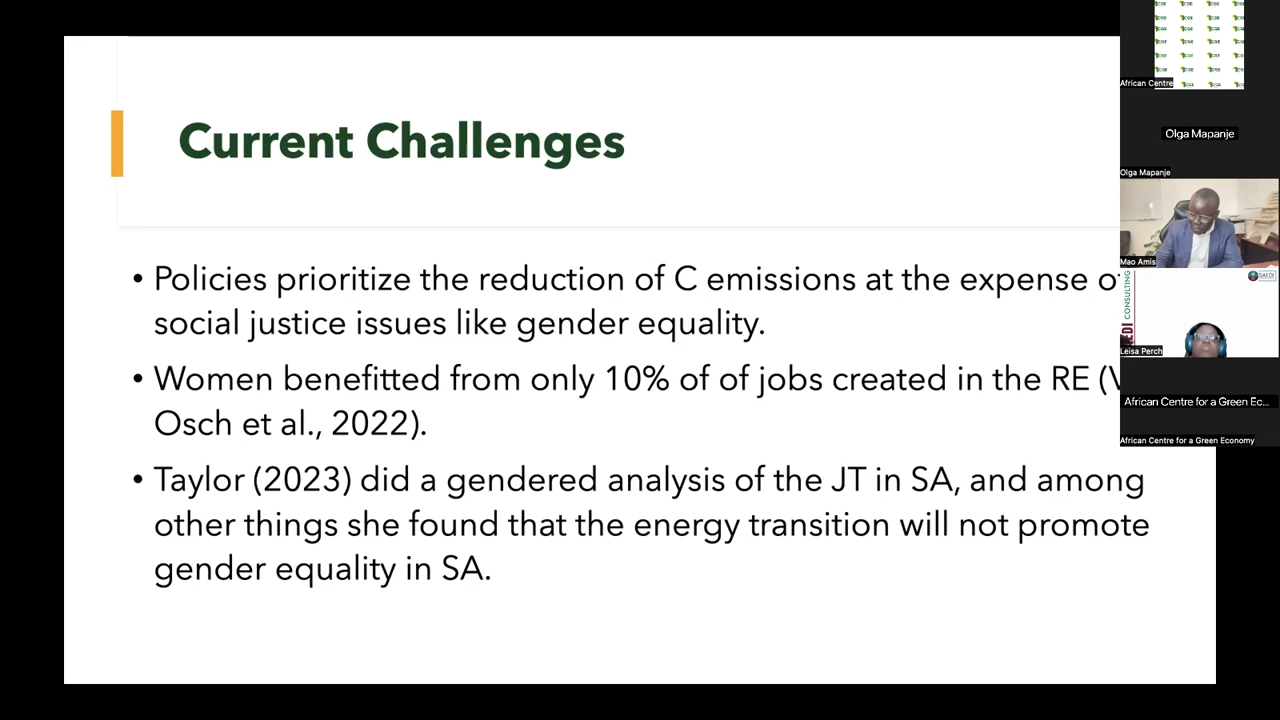 Current Challenges
• Policies prioritize the reduction of C emissions at the expense
social justice issues like gender equality.
• Women benefitted from only 10% of of jobs created in the RE
Osch et al., 2022).
• Taylor (2023) did a gendered analysis of the JT in SA, and among
other things she found that the energy transition will not promote
gender equality in SA.
African Centre
Olga Mapanje
Olga Mapanje
Mao Amis
CONSULTING
SAEDI
Leisa Perch
African Centre for a Green Ec...
African Centre for a Green Economy